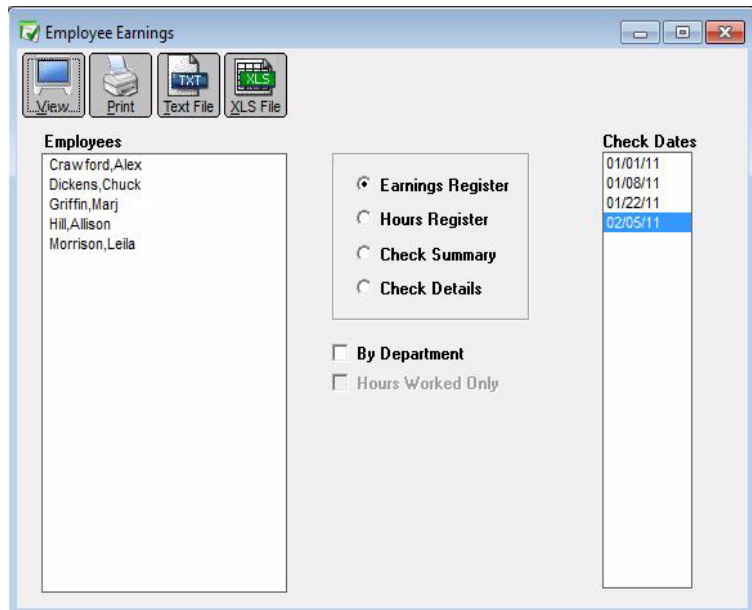 Employee Earnings
View
Print
TXT
Text File
XLS
XLS File
Employees
Crawford,Alex
Dickens,Chuck
Griffin,Marj
Hill,Allison
Morrison,Leila
Earnings Register
Hours Register
Check Summary
Check Details
By Department
Hours Worked Only
Check Dates
01/01/11
01/08/11
01/22/11
02/05/11